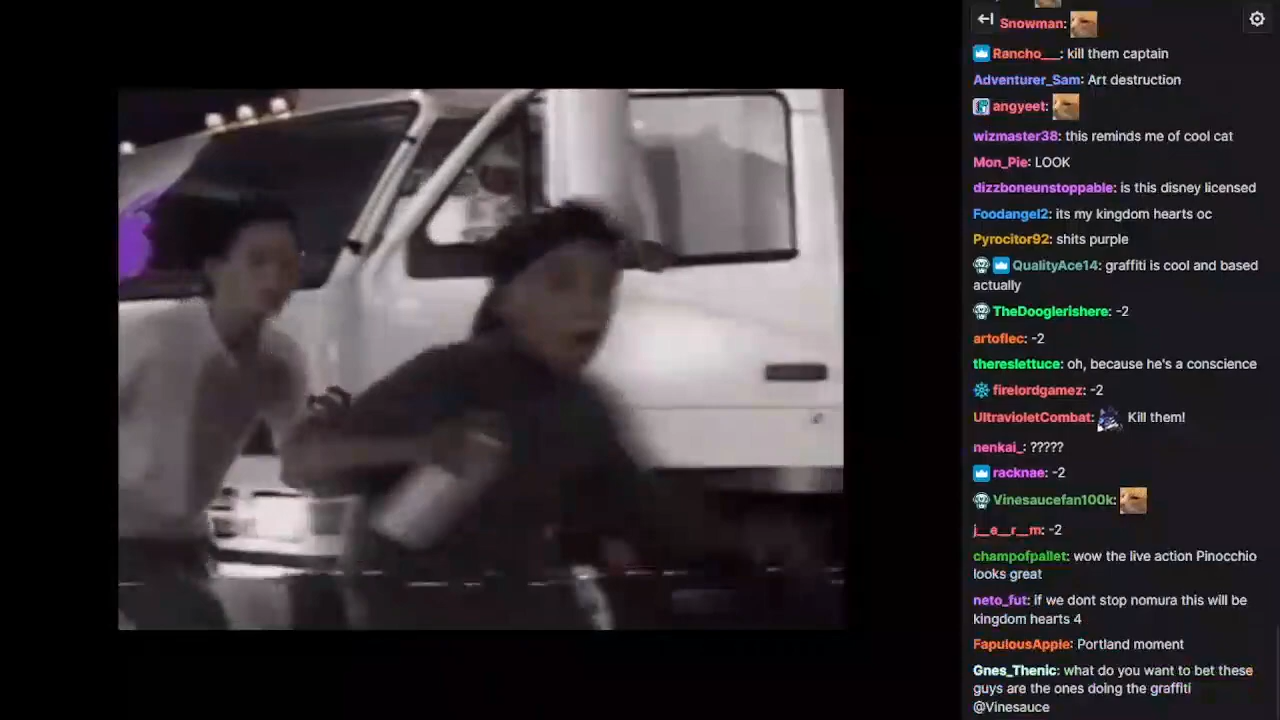 Snowman:
Rancho___: kill them captain
Adventurer_Sam: Art destruction
angyeet:
wizmaster38: this reminds me of cool cat
Mon_Pie: LOOK
dizzboneunstoppable: is this disney licensed
Foodangel2: its my kingdom hearts oc
Pyrocitor92: shits purple
QualityAce14: graffiti is cool and based
actually
TheDooglerishere: -2
artoflec: -2
thereslettuce: oh, because he's a conscience
firelordgamez: -2
UltravioletCombat: Kill them!
nenkai_: ?????
racknae: -2
Vinesaucefan100k:
j__e__r__m: -2
champofpallet: wow the live action Pinocchio
looks great
neto_fut: if we dont stop nomura this will be
kingdom hearts 4
FapulousApple: Portland moment
Gnes_Thenic: what do you want to bet these
guys are the ones doing the graffiti
@Vinesauce